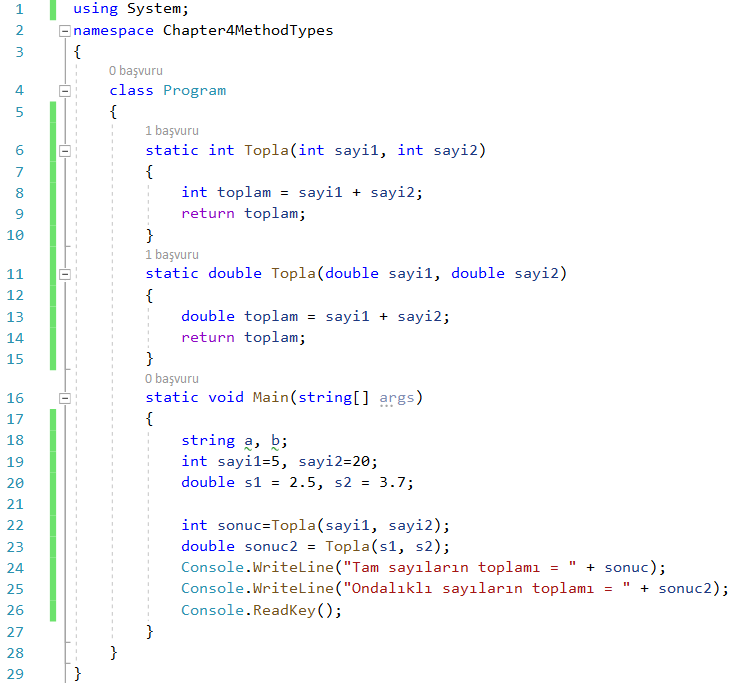 1 using System;
2 namespace Chapter4MethodTypes
3 {
0 başvuru
4 class Program
5 {
1 başvuru
6 static int Topla(int sayi1, int sayi2)
7 {
8 int toplam = sayi1 + sayi2;
9 return toplam;
10 }
1 başvuru
11 static double Topla(double sayi1, double sayi2)
12 {
13 double toplam = sayi1 + sayi2;
14 return toplam;
15 }
0 başvuru
16 static void Main(string[] args)
17 {
18 string a, b;
19 int sayi1=5, sayi2=20;
20 double s1 = 2.5, s2 = 3.7;
21
22 int sonuc=Topla(sayi1, sayi2);
23 double sonuc2 = Topla(s1, s2);
24 Console.WriteLine("Tam sayıların toplamı = " + sonuc);
25 Console.WriteLine("Ondalıklı sayıların toplamı = " + sonuc2);
26 Console.ReadKey();
27 }
28 }
29 }